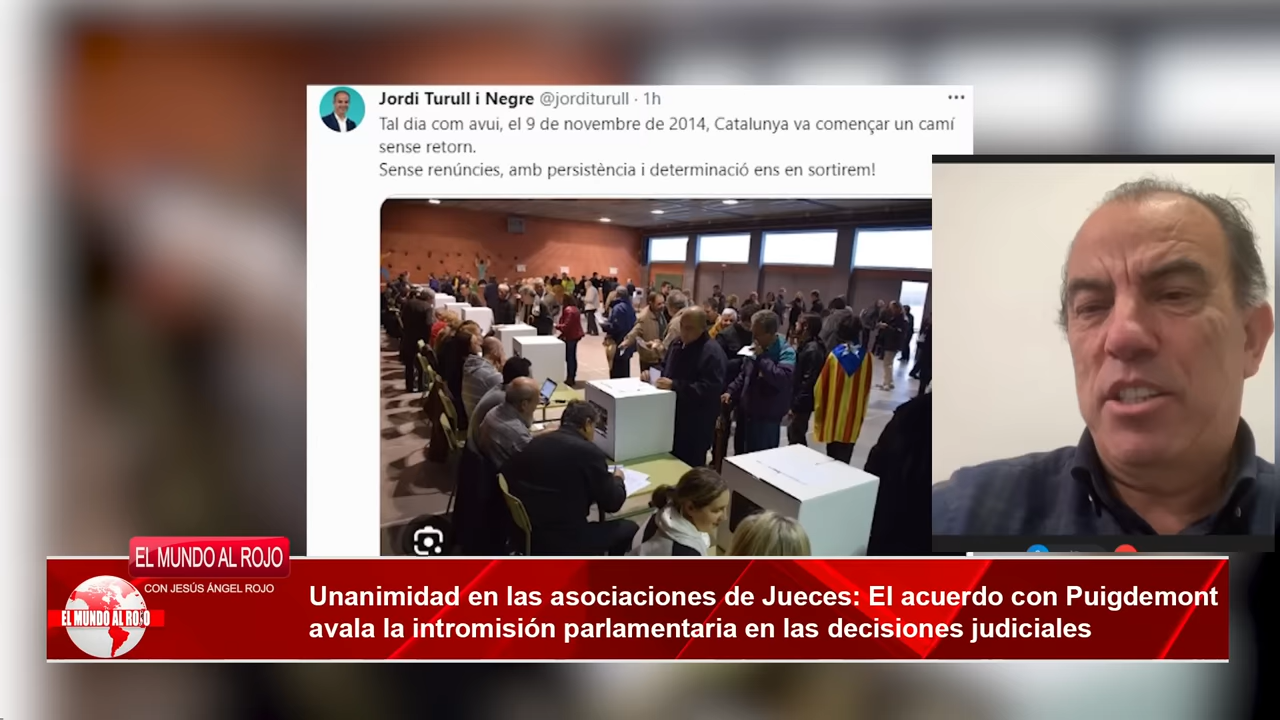 Jordi Turull i Negre @jorditurull · 1h
Tal dia com avui, el 9 de novembre de 2014, Catalunya va començar un camí
sense retorn.
Sense renúncies, amb persistència i determinació ens en sortirem!
EL MUNDO AL ROJO
CON JESÚS ÁNGEL ROJO
EL MUNDO AL ROJO
Unanimidad en las asociaciones de Jueces: El acuerdo con Puigdemont
avala la intromisión parlamentaria en las decisiones judiciales